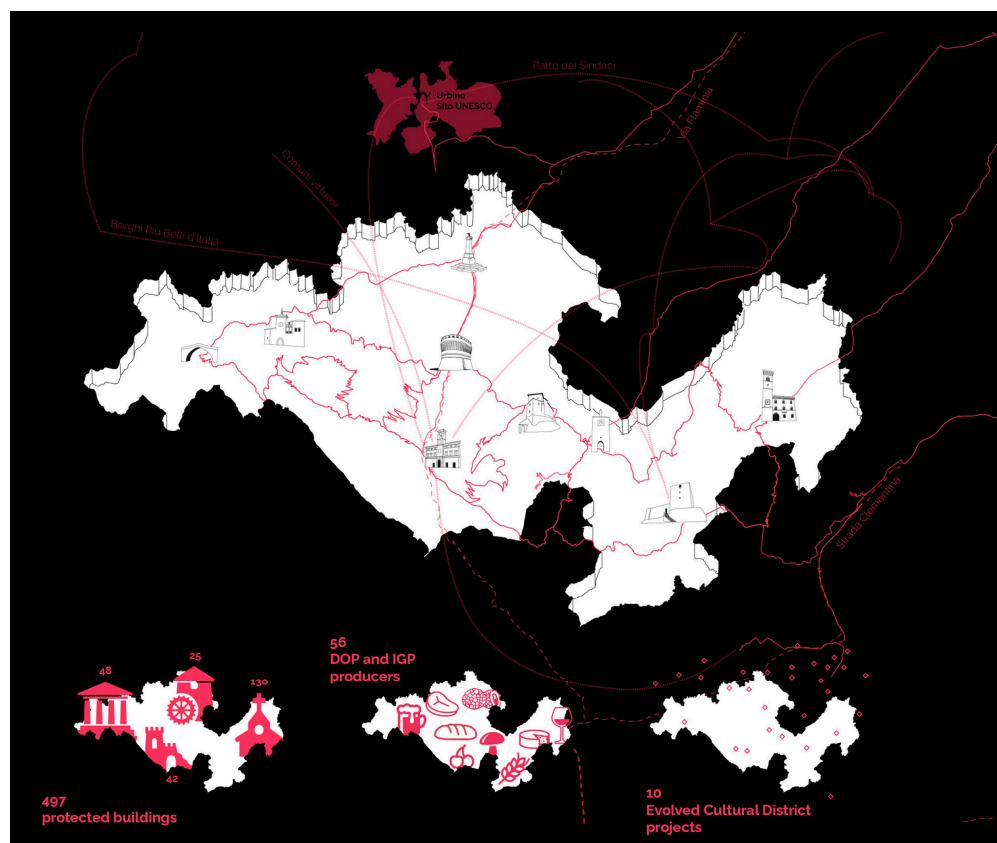 Patto dei Sindaci
Urbino
Sito UNESCO
Via Flaminia
Comuni virtuosi
Borghi Più Belli d'Italia
Strada Clementina
56
DOP and IGP
producers
48
25
130
42
497
protected buildings
10
Evolved Cultural District
projects